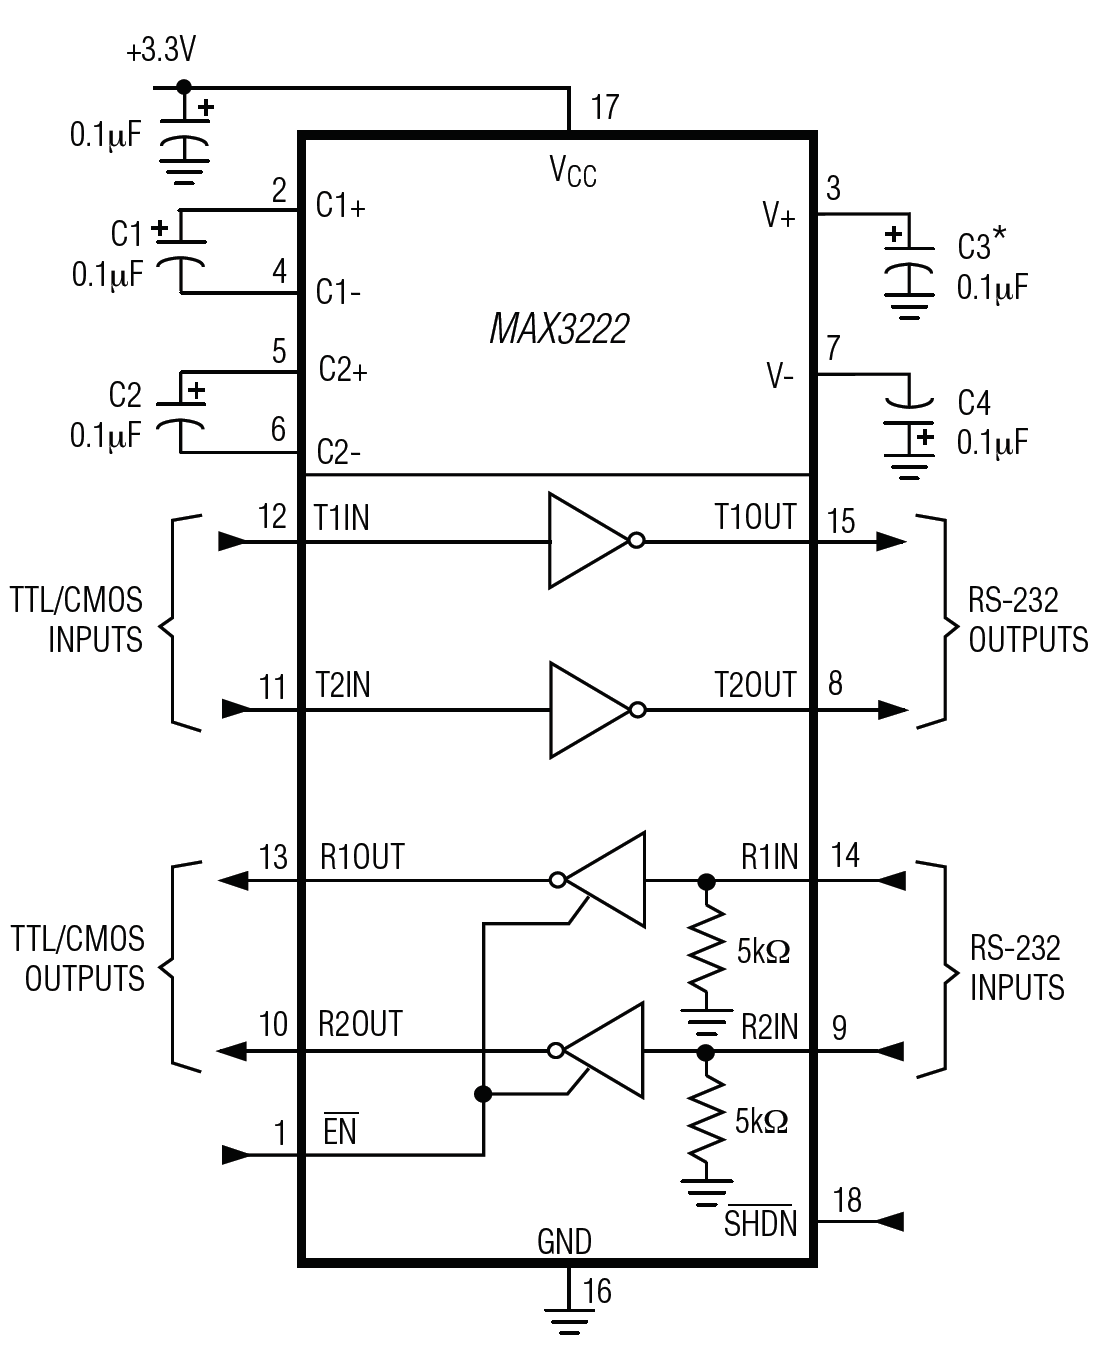 +3.3V
17
0.1µF
+
VCC
2
C1+
3
V+
C1
+
0.1µF
+
C3*
0.1µF
4
C1-
MAX3222
5
C2+
7
V-
C2
+
0.1µF
C4
0.1µF
+
6
C2-
12
T1IN
T1OUT
15
TTL/CMOS
INPUTS
RS-232
OUTPUTS
11
T2IN
T2OUT
8
13
R1OUT
R1IN
14
TTL/CMOS
OUTPUTS
5kΩ
RS-232
INPUTS
10
R2OUT
R2IN
9
1
EN
5kΩ
18
SHDN
GND
16